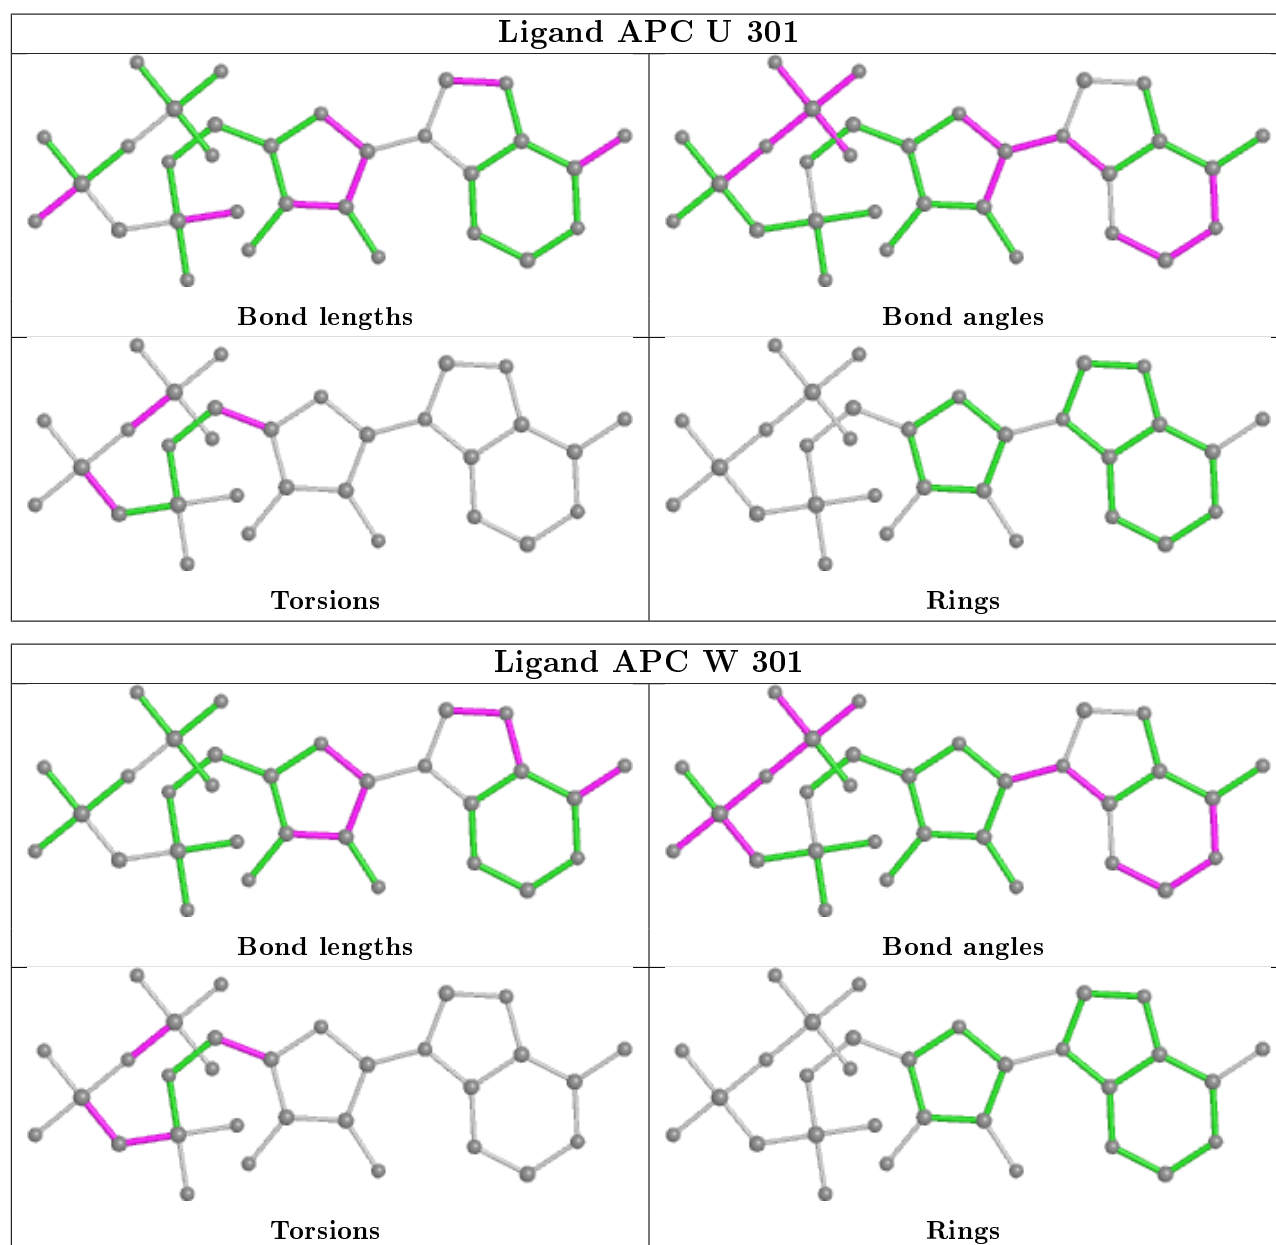 Ligand APC U 301
Bond lengths
Bond angles
Torsions
Rings
Ligand APC W 301
Bond lengths
Bond angles
Torsions
Rings